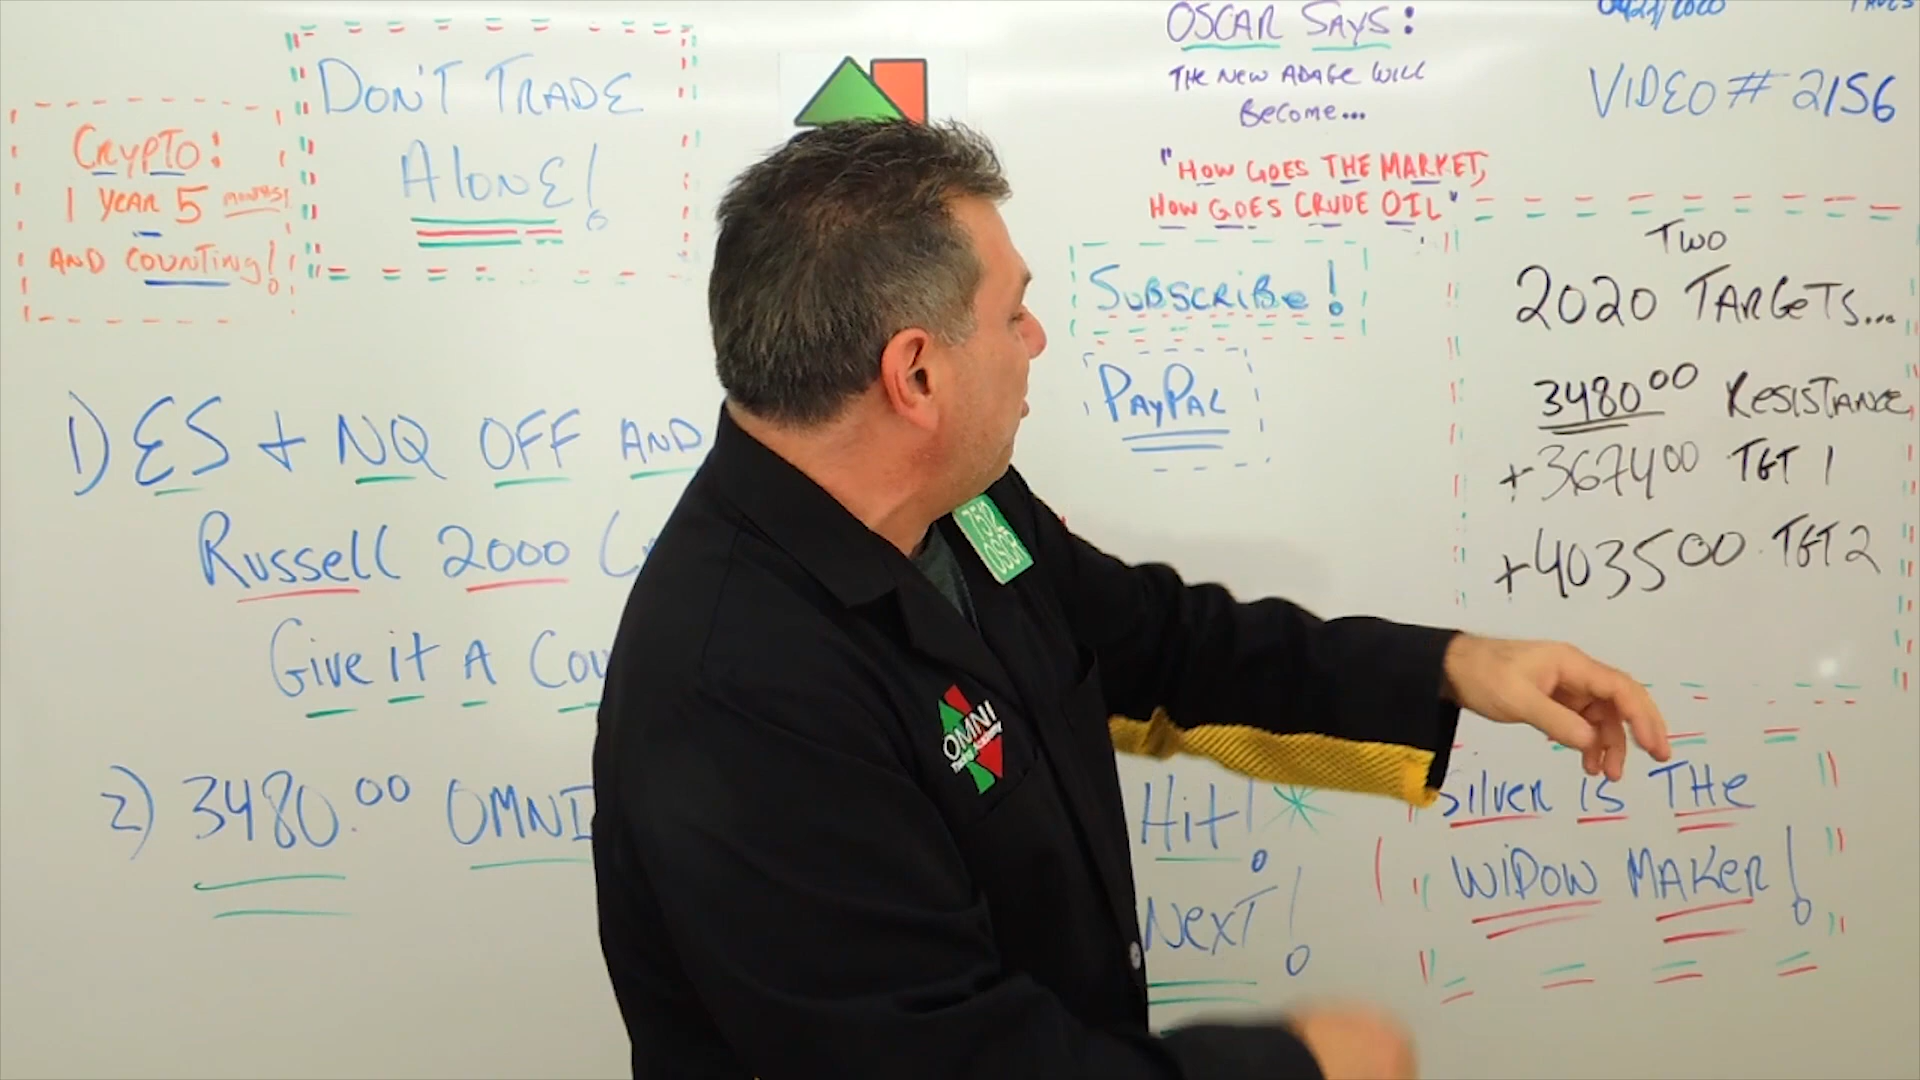 DON'T TRADE
ALONE!
CRYPTO:
1 YEAR 5 MONTHS!
AND COUNTING!
OSCAR SAYS:
THE NEW ADAGE WILL
BECOME...
"HOW GOES THE MARKET,
HOW GOES CRUDE OIL"
VIDEO # 2156
SUBSCRIBE!
PAYPAL
TWO
2020 TARGETS...
3480 00 RESISTANCE
+3674 00 TGT 1
+4035 00 TGT 2
1) ES + NQ OFF AND
RUSSELL 2000
GIVE IT A
2) 3480.00 OMNI
HIT!
NEXT!
SILVER IS THE
WIDOW MAKER!
7512
OSCR
OMNI